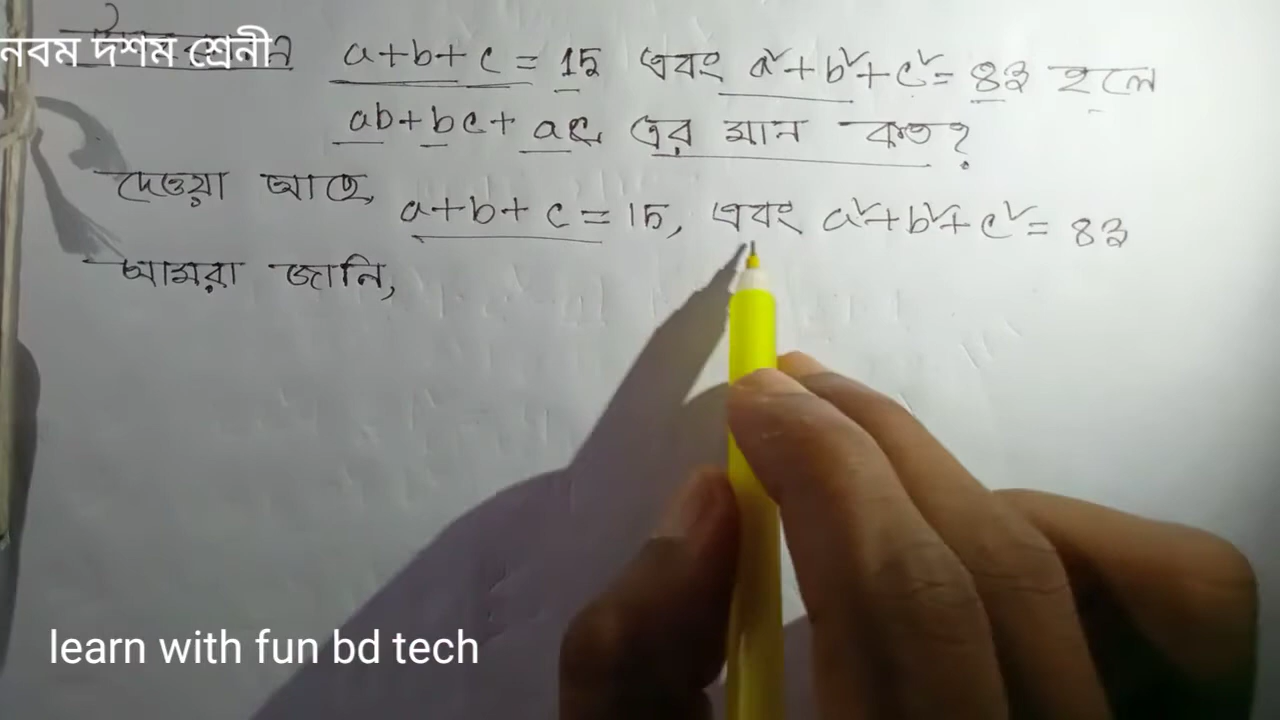 নবম দশম শ্রেনী
a+b+c = 15 এবং a²+b²+c²= 83 হলে
ab+bc+ac এর মান কত?
দেওয়া আছে,
a+b+c = 15, এবং a²+b²+c²= 83
আমরা জানি,
learn with fun bd tech